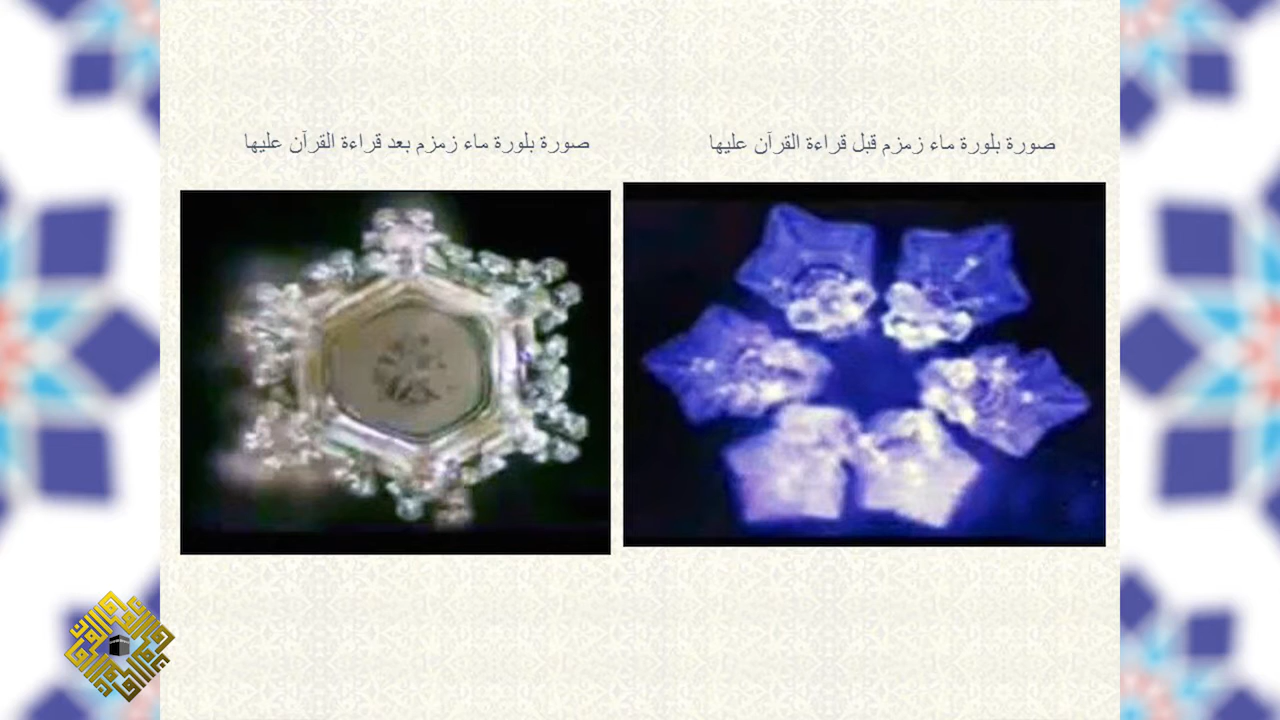 صورة بلورة ماء زمزم قبل قراءة القرآن عليها
صورة بلورة ماء زمزم بعد قراءة القرآن عليها